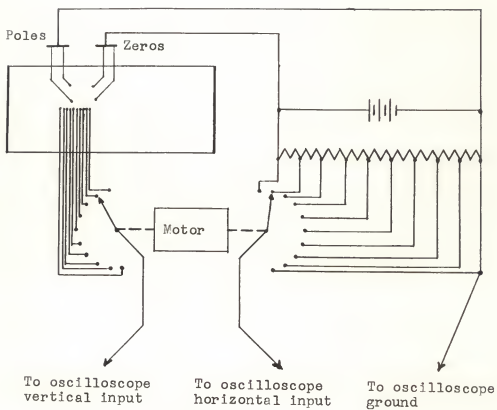 Poles
Zeros
Motor
To oscilloscope
vertical input
To oscilloscope
horizontal input
To oscilloscope
ground